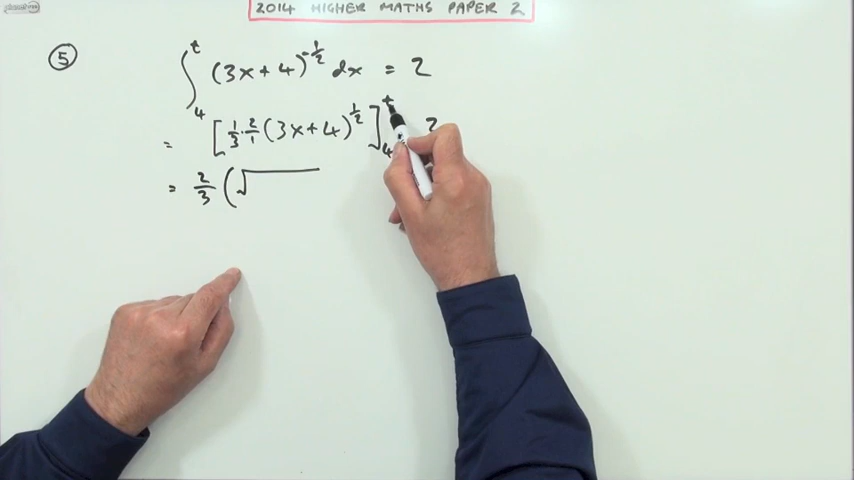 2014 HIGHER MATHS PAPER 2
⑤ ∫₄ᵗ (3x+4)^(-1/2) dx = 2
= [1/3 · 2/1 (3x+4)^(1/2)]₄ᵗ 2
= 2/3 (√